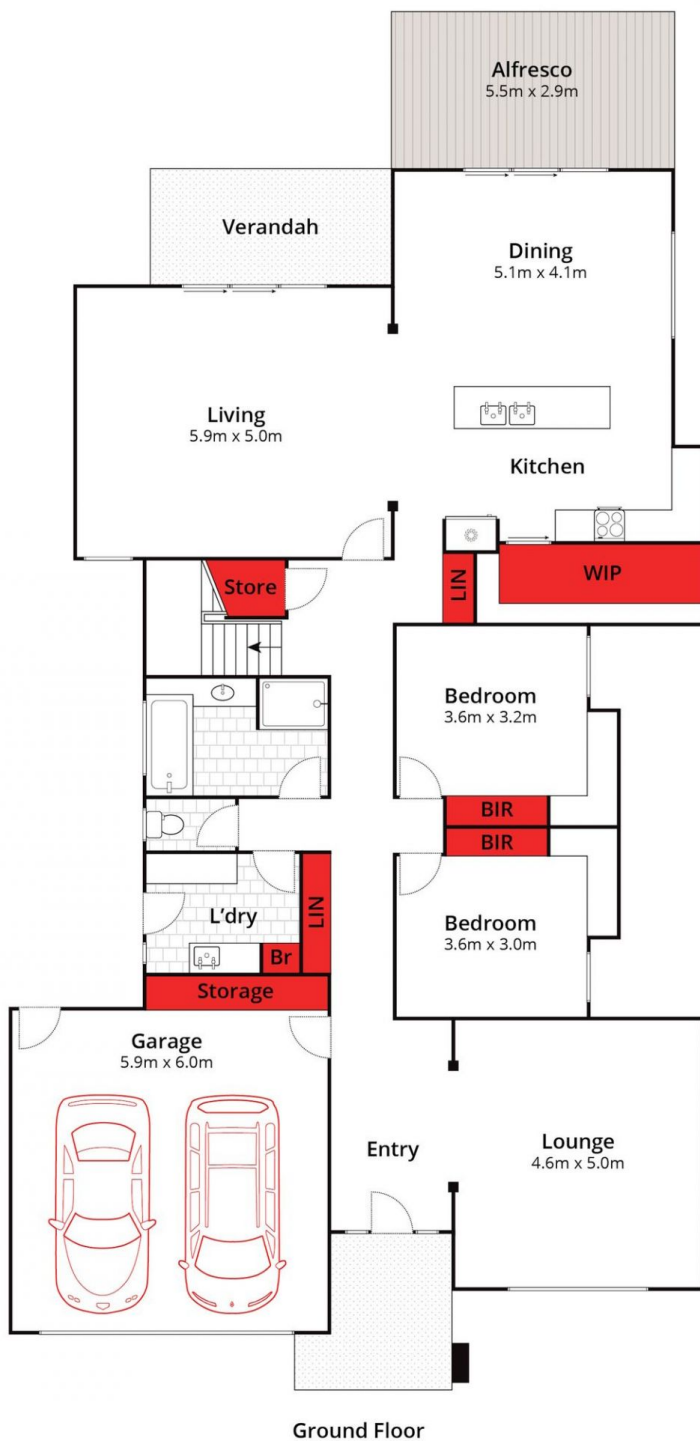 Alfresco
5.5m x 2.9m
Verandah
Dining
5.1m x 4.1m
Living
5.9m x 5.0m
Kitchen
Store
LIN
WIP
Bedroom
3.6m x 3.2m
BIR
BIR
L'dry
LIN
Bedroom
3.6m x 3.0m
Br
Storage
Garage
5.9m x 6.0m
Entry
Lounge
4.6m x 5.0m
Ground Floor